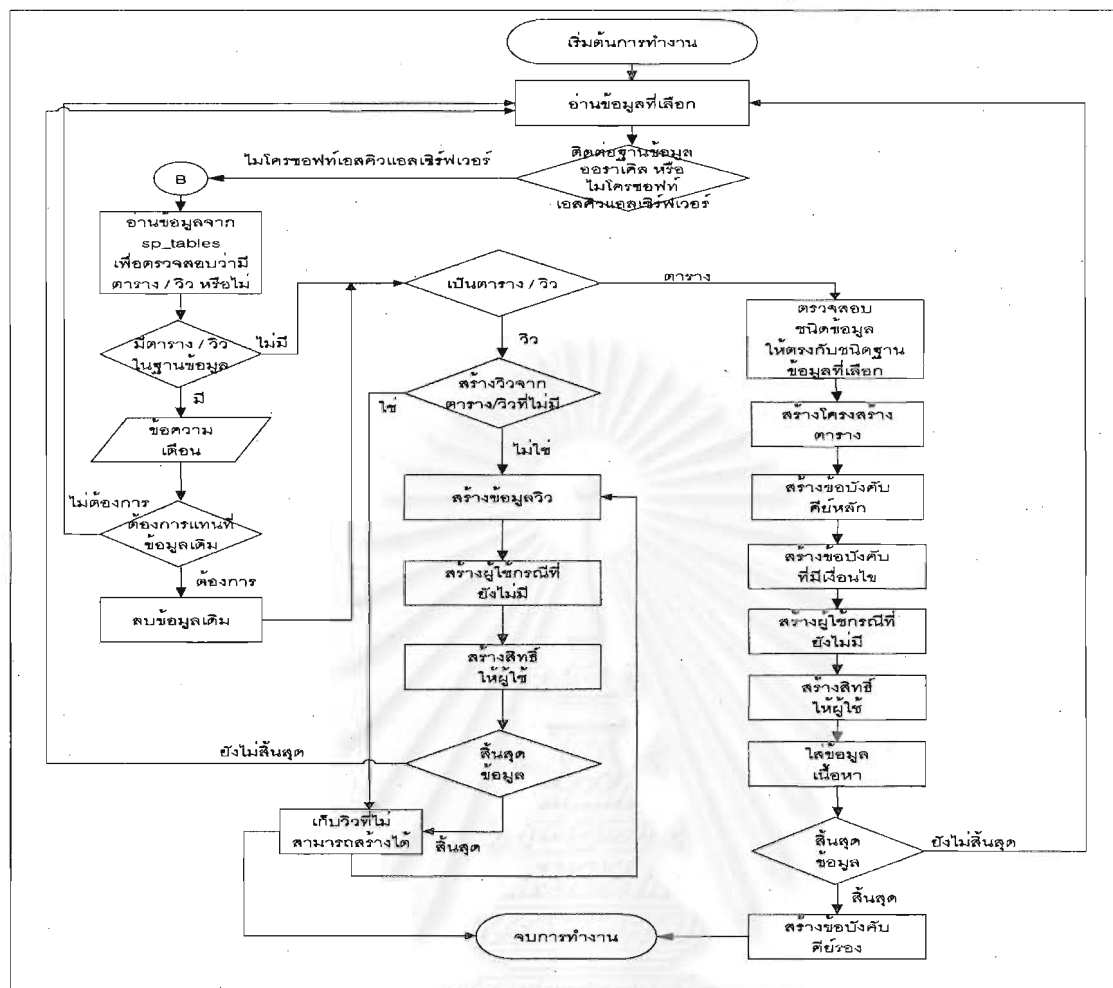 เริ่มต้นการทำงาน
อ่านข้อมูลที่เลือก
ไมโครซอฟท์เอสคิวแอลเซิร์ฟเวอร์
ติดต่อฐานข้อมูล
ออราเคิล หรือ
ไมโครซอฟท์
เอสคิวแอลเซิร์ฟเวอร์
B
อ่านข้อมูลจาก
sp_tables
เพื่อตรวจสอบว่ามี
ตาราง / วิว หรือไม่
มีตาราง / วิว
ในฐานข้อมูล
ไม่มี
มี
ข้อความ
เตือน
ไม่ต้องการ
ต้องการแทนที่
ข้อมูลเดิม
ต้องการ
ลบข้อมูลเดิม
เป็นตาราง / วิว
ตาราง
วิว
สร้างวิวจาก
ตาราง/วิวที่ไม่มี
ใช่
ไม่ใช่
สร้างข้อมูลวิว
สร้างผู้ใช้กรณีที่
ยังไม่มี
สร้างสิทธิ์
ให้ผู้ใช้
ยังไม่สิ้นสุด
สิ้นสุด
ข้อมูล
สิ้นสุด
เก็บวิวที่ไม่
สามารถสร้างได้
ตรวจสอบ
ชนิดข้อมูล
ให้ตรงกับชนิดฐาน
ข้อมูลที่เลือก
สร้างโครงสร้าง
ตาราง
สร้างข้อบังคับ
คีย์หลัก
สร้างข้อบังคับ
ที่มีเงื่อนไข
สร้างผู้ใช้กรณีที่
ยังไม่มี
สร้างสิทธิ์
ให้ผู้ใช้
ใส่ข้อมูล
เนื้อหา
สิ้นสุด
ข้อมูล
ยังไม่สิ้นสุด
สิ้นสุด
สร้างข้อบังคับ
คีย์รอง
จบการทำงาน